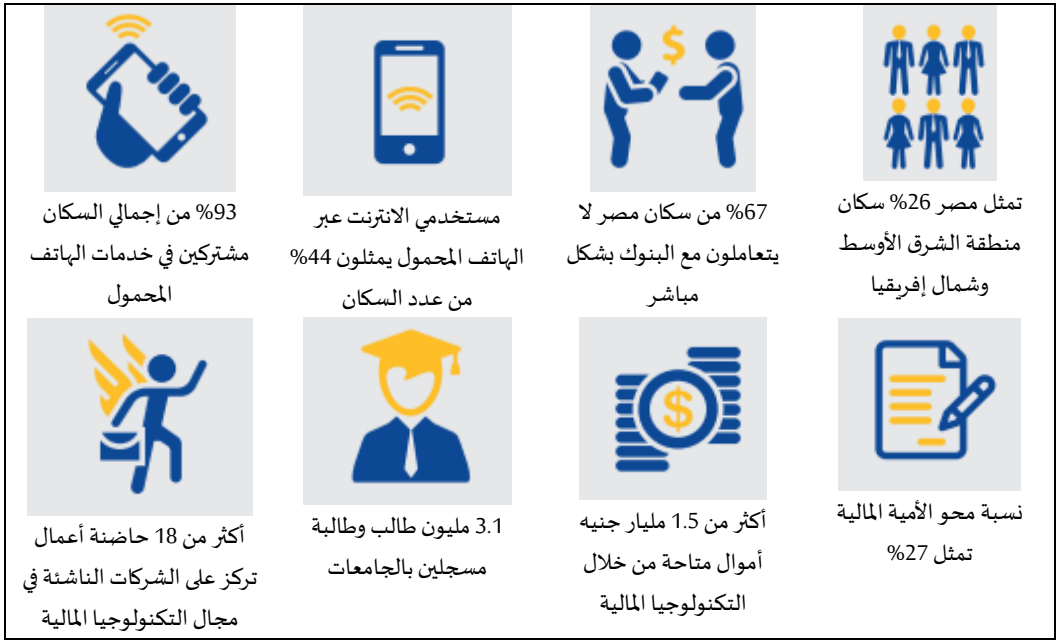 تمثل مصر 26% سكان
منطقة الشرق الأوسط
وشمال إفريقيا
67% من سكان مصر لا
يتعاملون مع البنوك بشكل
مباشر
مستخدمي الانترنت عبر
الهاتف المحمول يمثلون 44%
من عدد السكان
93% من إجمالي السكان
مشتركين في خدمات الهاتف
المحمول
نسبة محو الأمية المالية
تمثل 27%
أكثر من 1.5 مليار جنيه
أموال متاحة من خلال
التكنولوجيا المالية
3.1 مليون طالب وطالبة
مسجلين بالجامعات
أكثر من 18 حاضنة أعمال
تركز على الشركات الناشئة في
مجال التكنولوجيا المالية